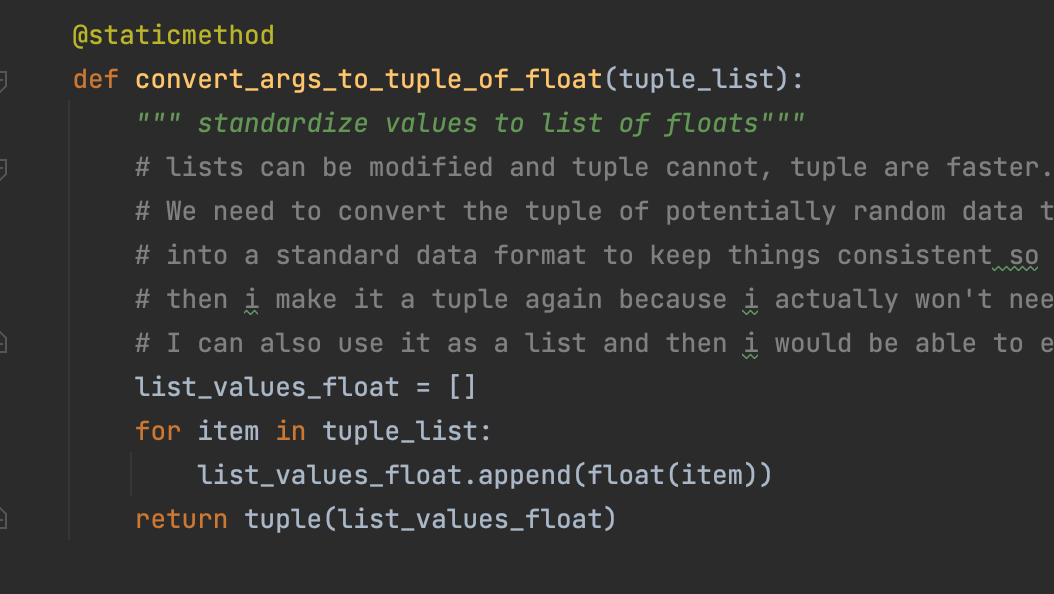 @staticmethod
def convert_args_to_tuple_of_float(tuple_list):
""" standardize values to list of floats"""
# lists can be modified and tuple cannot, tuple are faster.
# We need to convert the tuple of potentially random data
# into a standard data format to keep things consistent so
# then i make it a tuple again because i actually won't
# I can also use it as a list and then i would be able to
list_values_float = []
for item in tuple_list:
list_values_float.append(float(item))
return tuple(list_values_float)